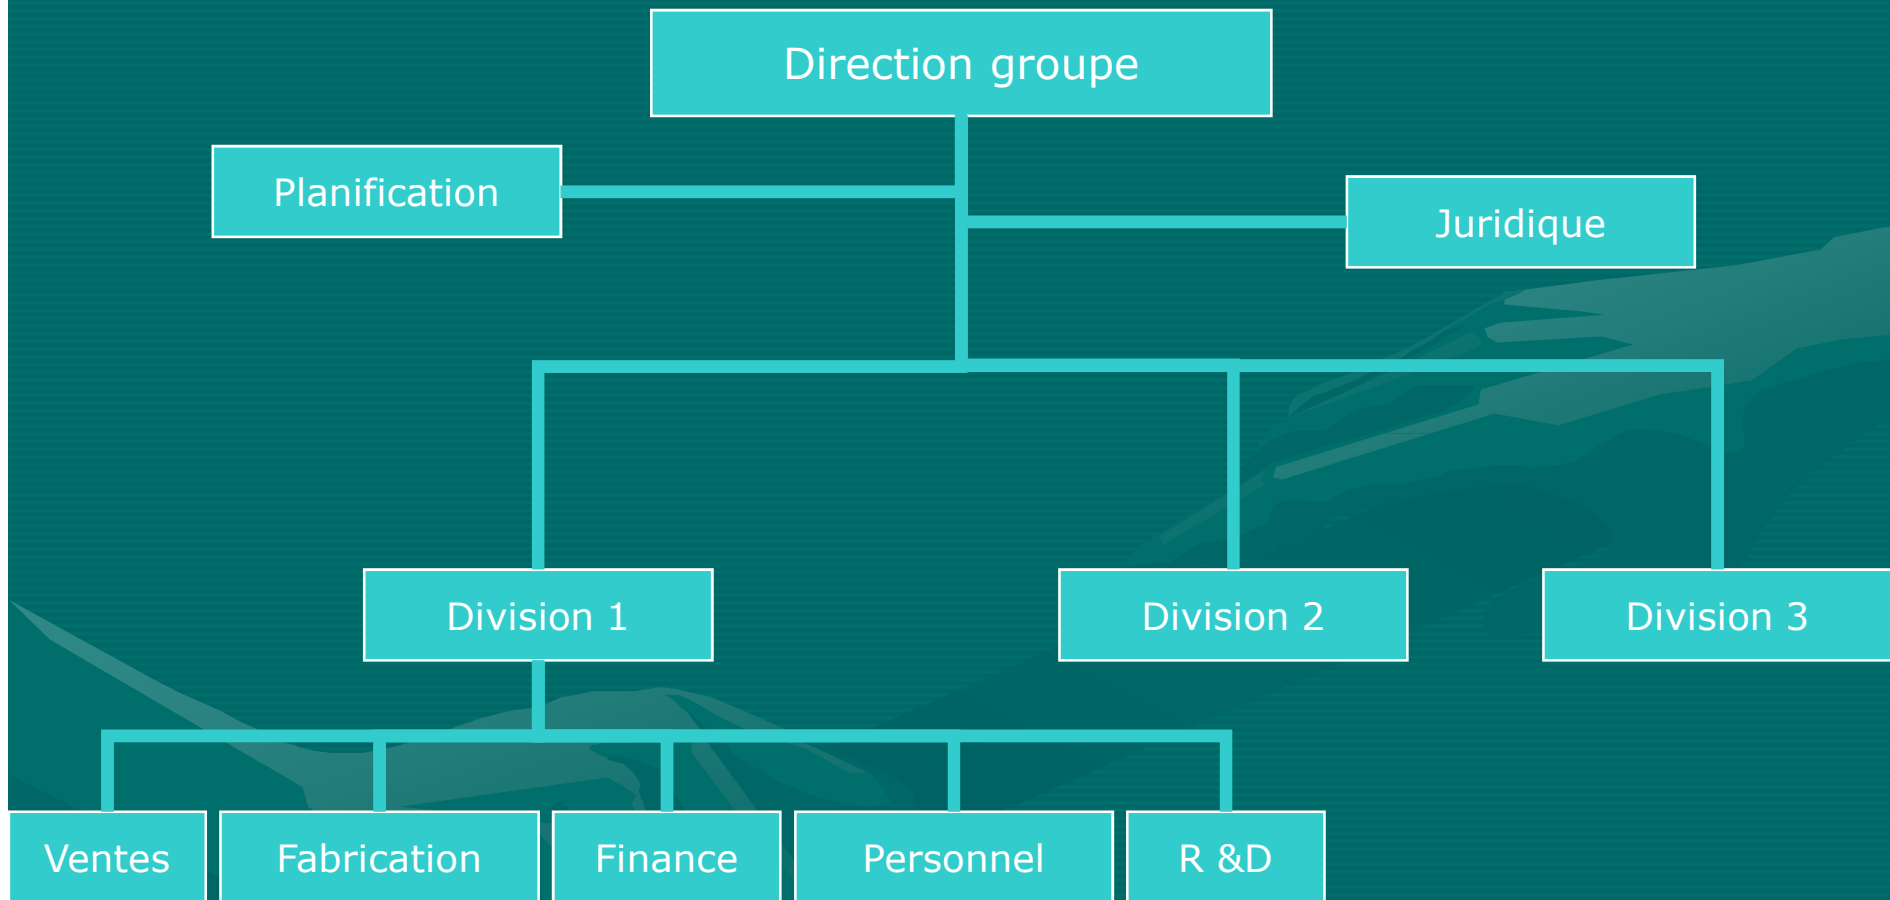 Direction groupe
Planification
Juridique
Division 1
Division 2
Division 3
Ventes
Fabrication
Finance
Personnel
R &D